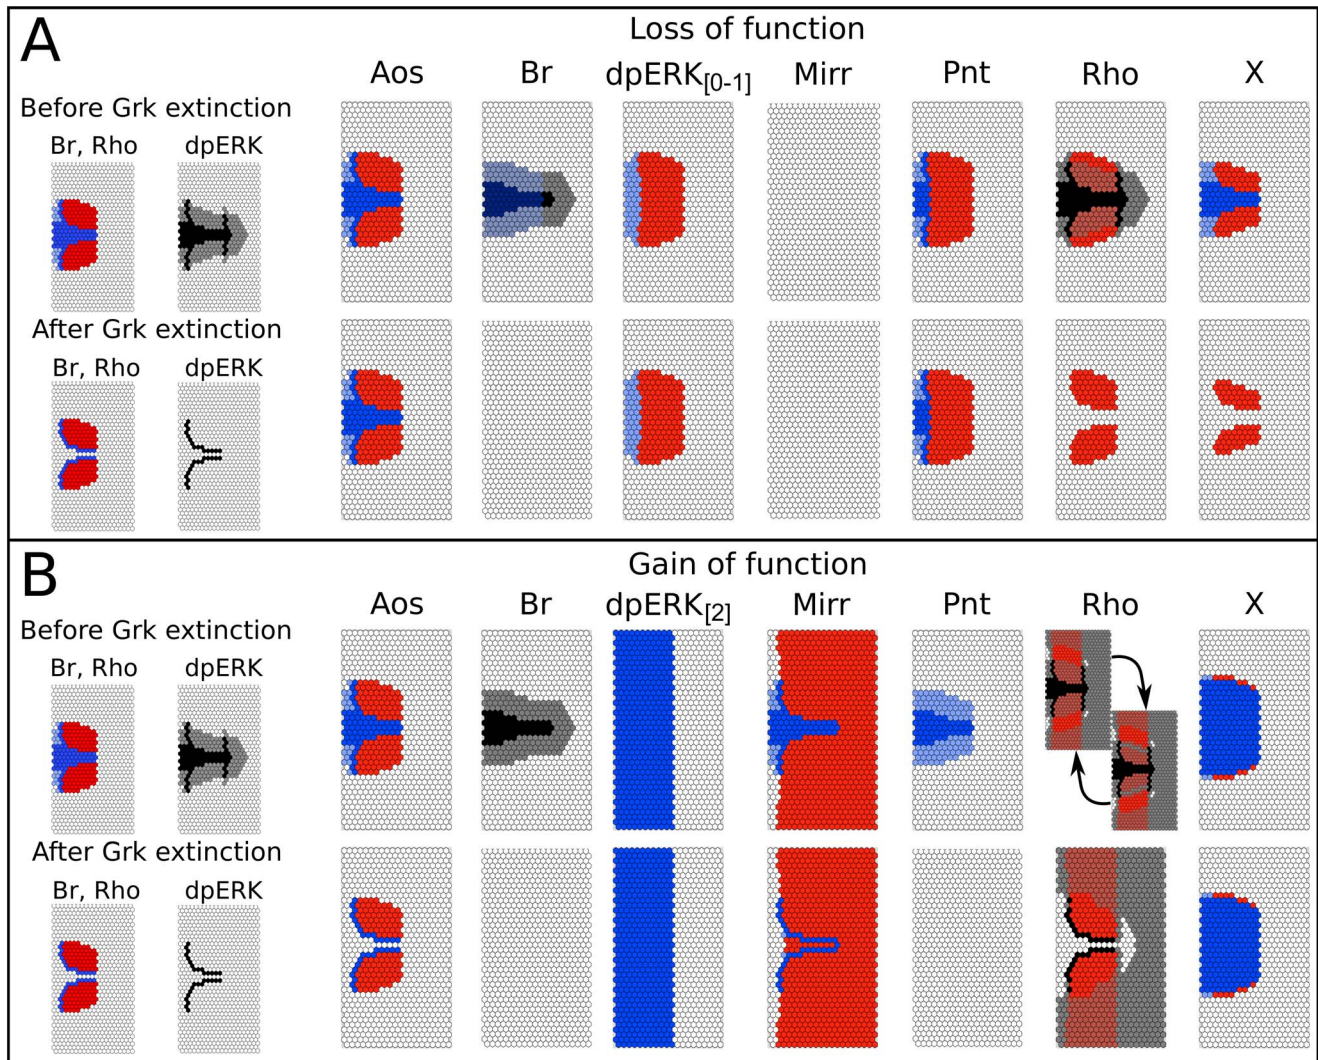 A
Loss of function
Aos Br dpERK[0-1] Mirr Pnt Rho X
Before Grk extinction
Br, Rho dpERK
After Grk extinction
Br, Rho dpERK
B
Gain of function
Aos Br dpERK[2] Mirr Pnt Rho X
Before Grk extinction
Br, Rho dpERK
After Grk extinction
Br, Rho dpERK